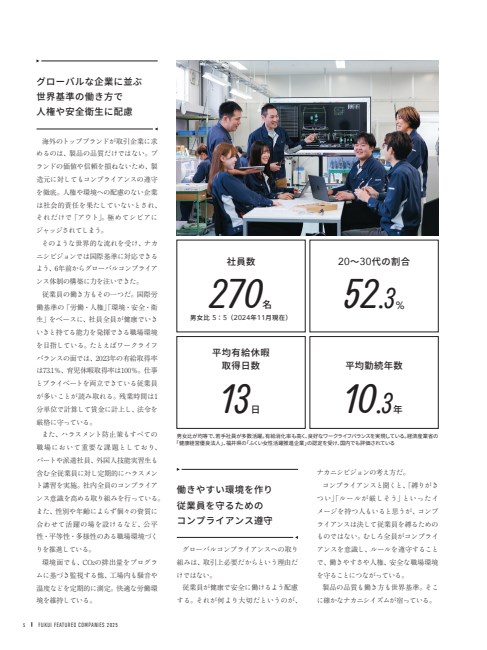 グローバルな企業に並ぶ
世界基準の働き方で
人権や安全衛生に配慮
海外のトップブランドが取引企業に求
めるのは、製品の品質だけではない。ブ
ランドの価値や信頼を損ねないため、製
造元に対してもコンプライアンスの遵守
を徹底。人権や環境への配慮のない企業
は社会的責任を果たしていないとされ、
それだけで「アウト」。極めてシビアに
ジャッジされてしまう。
そのような世界的な流れを受け、ナカ
ニシビジョンでは国際基準に対応できる
よう、6年前からグローバルコンプライア
ンス体制の構築に力を注いできた。
従業員の働き方もその一つだ。国際労
働基準の「労働・人権」「環境・安全・衛
生」をベースに、社員全員が健康でいき
いきと持てる能力を発揮できる職場環境
を目指している。たとえばワークライフ
バランスの面では、2023年の有給取得率
は73.1%、育児休暇取得率は100%。仕事
とプライベートを両立できている従業員
が多いことが読み取れる。残業時間は1
分単位で計算して賃金に計上し、法令を
厳格に守っている。
また、ハラスメント防止策もすべての
職場において重要な課題としており、
パートや派遣社員、外国人技能実習生も
含む全従業員に対し定期的にハラスメン
ト講習を実施。社内全員のコンプライア
ンス意識を高める取り組みを行っている。
また、性別や年齢によらず個々の資質に
合わせて活躍の場を設けるなど、公平
性・平等性・多様性のある職場環境づく
りを推進している。
環境面でも、CO₂の排出量をプログラ
ムに基づき監視する他、工場内も騒音や
温度などを定期的に測定。快適な労働環
境を維持している。
社員数
270名
男女比 5:5（2024年11月現在）
20〜30代の割合
52.3%
平均有給休暇
取得日数
13日
平均勤続年数
10.3年
男女比が均等で、若手社員が多数活躍。有給消化率も高く、良好なワークライフバランスを実現している。経済産業省の
「健康経営優良法人」、福井県の「ふくい女性活躍推進企業」の認定を受け、国内でも評価されている
働きやすい環境を作り
従業員を守るための
コンプライアンス遵守
グローバルコンプライアンスへの取り
組みは、取引上必要だからという理由だ
けではない。
従業員が健康で安全に働けるよう配慮
する。それが何より大切だというのが、
ナカニシビジョンの考え方だ。
コンプライアンスと聞くと、「縛りがき
つい」「ルールが厳しそう」といったイ
メージを持つ人もいると思うが、コンプ
ライアンスは決して従業員を縛るための
ものではない。むしろ全員がコンプライ
アンスを意識し、ルールを遵守すること
で、働きやすさや人権、安全な職場環境
を守ることにつながっている。
製品の品質も働き方も世界基準。そこ
に確かなナカニシイズムが宿っている。
5 FUKUI FEATURES COMPANIES 2025